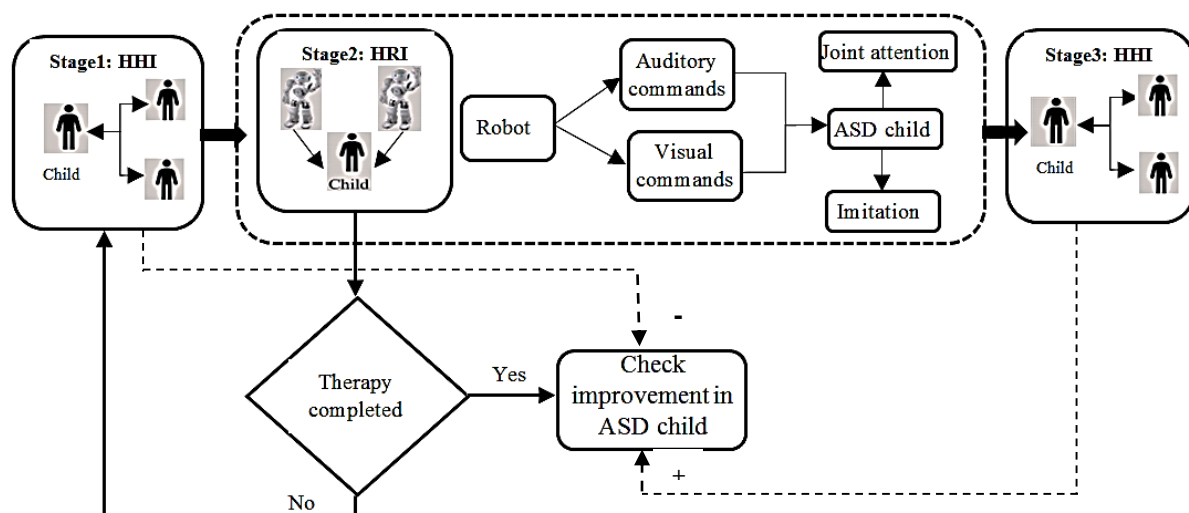 Stage1: HHI
Child
Stage2: HRI
Child
Robot
Auditory
commands
Visual
commands
Joint attention
ASD child
Imitation
Stage3: HHI
Child
Therapy
completed
Yes
No
-
Check
improvement in
ASD child
+